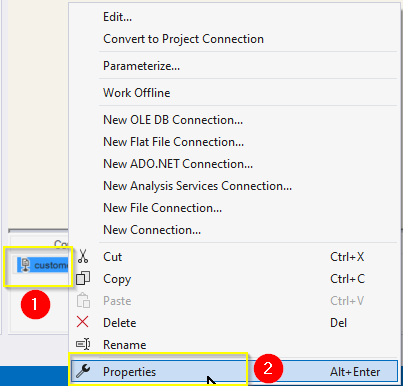 Edit...
Convert to Project Connection
Parameterize...
Work Offline
New OLE DB Connection...
New Flat File Connection...
New ADO.NET Connection...
New Analysis Services Connection...
New File Connection...
New Connection...
Cut Ctrl+X
Copy Ctrl+C
Paste Ctrl+V
Delete Del
Rename
Properties Alt+Enter
1
2